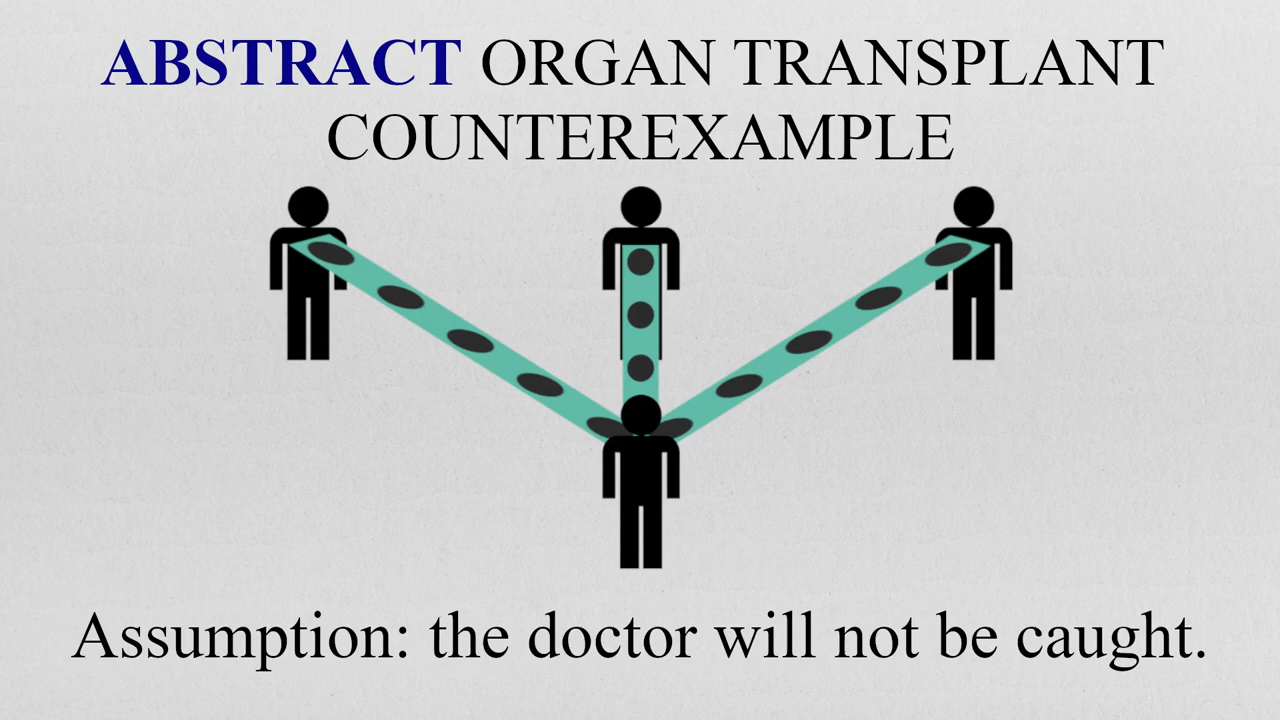 ABSTRACT ORGAN TRANSPLANT
COUNTEREXAMPLE
Assumption: the doctor will not be caught.